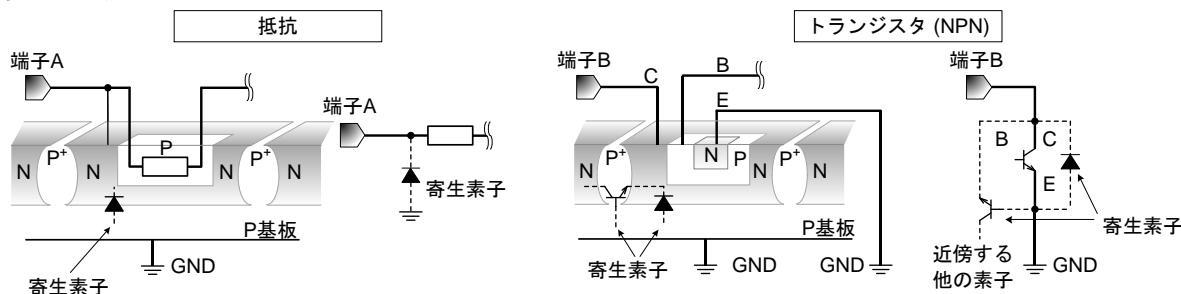 抵抗
トランジスタ (NPN)
端子A
端子A
P
N
P+
N
N
P+
N
寄生素子
P基板
GND
寄生素子
端子B
C
B
E
N
P+
N
N
P
N
P+
N
P基板
GND
GND
寄生素子
端子B
B
C
E
寄生素子
近傍する
他の素子